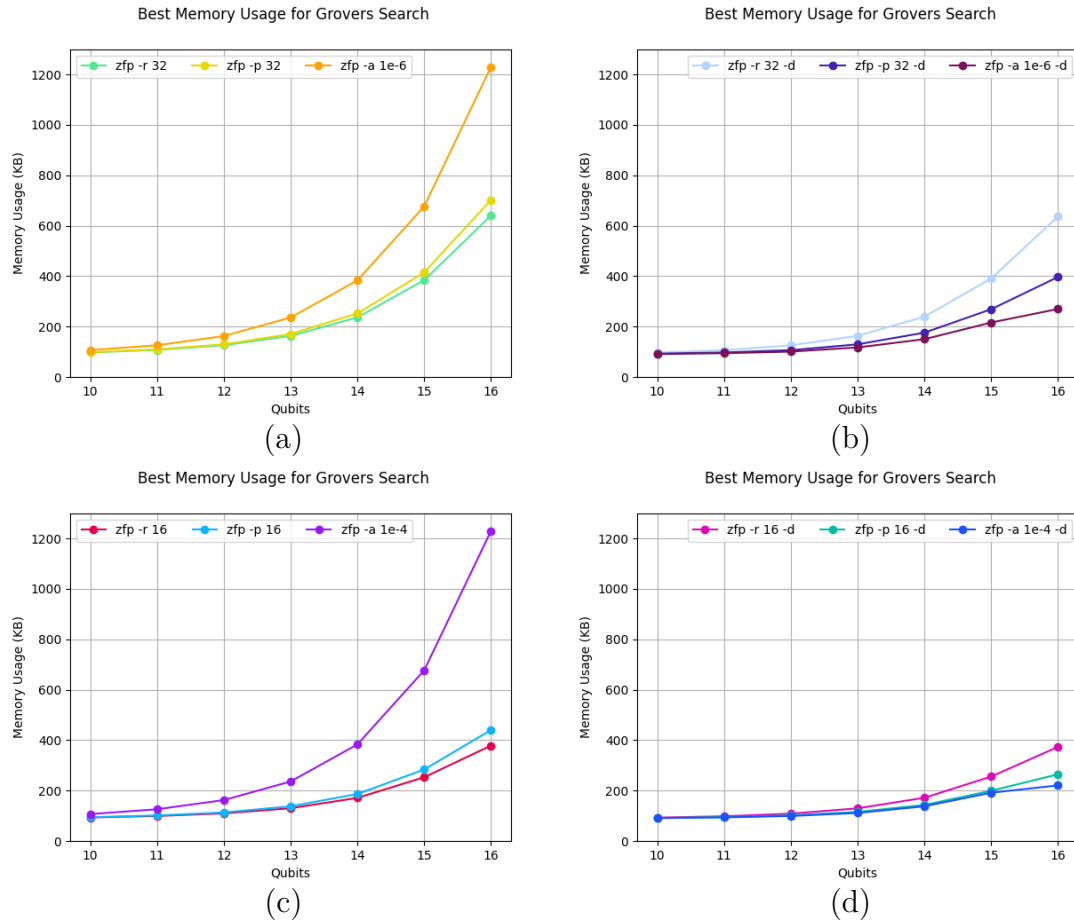 Best Memory Usage for Grovers Search
zfp -r 32 zfp -p 32 zfp -a 1e-6
1200
1000
800
600
400
200
0
Memory Usage (KB)
10 11 12 13 14 15 16
Qubits
(a)
Best Memory Usage for Grovers Search
zfp -r 32 -d zfp -p 32 -d zfp -a 1e-6 -d
1200
1000
800
600
400
200
0
Memory Usage (KB)
10 11 12 13 14 15 16
Qubits
(b)
Best Memory Usage for Grovers Search
zfp -r 16 zfp -p 16 zfp -a 1e-4
1200
1000
800
600
400
200
0
Memory Usage (KB)
10 11 12 13 14 15 16
Qubits
(c)
Best Memory Usage for Grovers Search
zfp -r 16 -d zfp -p 16 -d zfp -a 1e-4 -d
1200
1000
800
600
400
200
0
Memory Usage (KB)
10 11 12 13 14 15 16
Qubits
(d)